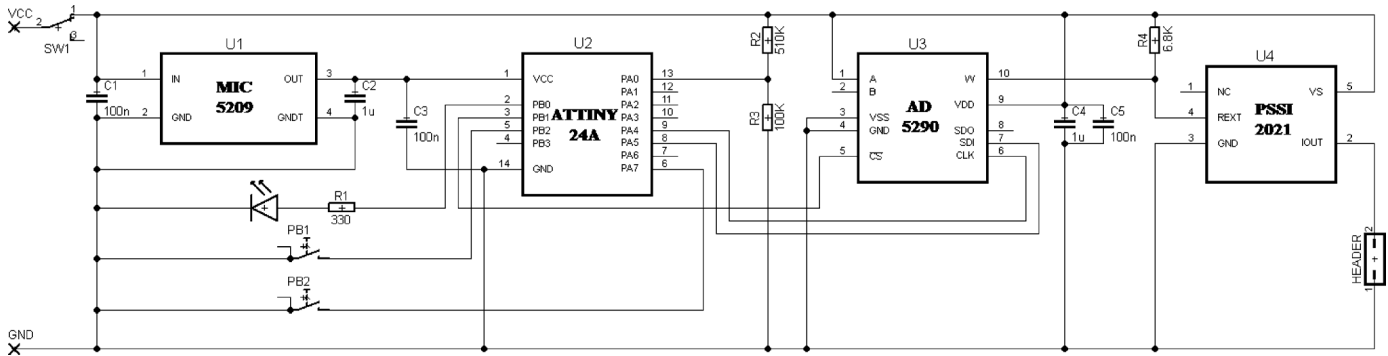 VCC
2
1
3
SW1
C1
100n
U1
MIC
5209
1
IN
2
GND
OUT
3
GNDT
4
C2
1u
C3
100n
U2
ATTINY
24A
1
VCC
2
PB0
3
PB1
5
PB2
4
PB3
14
GND
PA0
13
PA1
12
PA2
11
PA3
10
PA4
9
PA5
8
PA6
7
PA7
6
R1
330
PB1
PB2
R2
510K
R3
100K
U3
AD
5290
1
A
2
B
3
VSS
4
GND
5
CS
W
10
VDD
9
SDO
8
SDI
7
CLK
6
C4
1u
C5
100n
R4
6.8K
U4
PSSI
2021
1
NC
4
REXT
3
GND
VS
5
IOUT
2
HEADER
2
1
GND